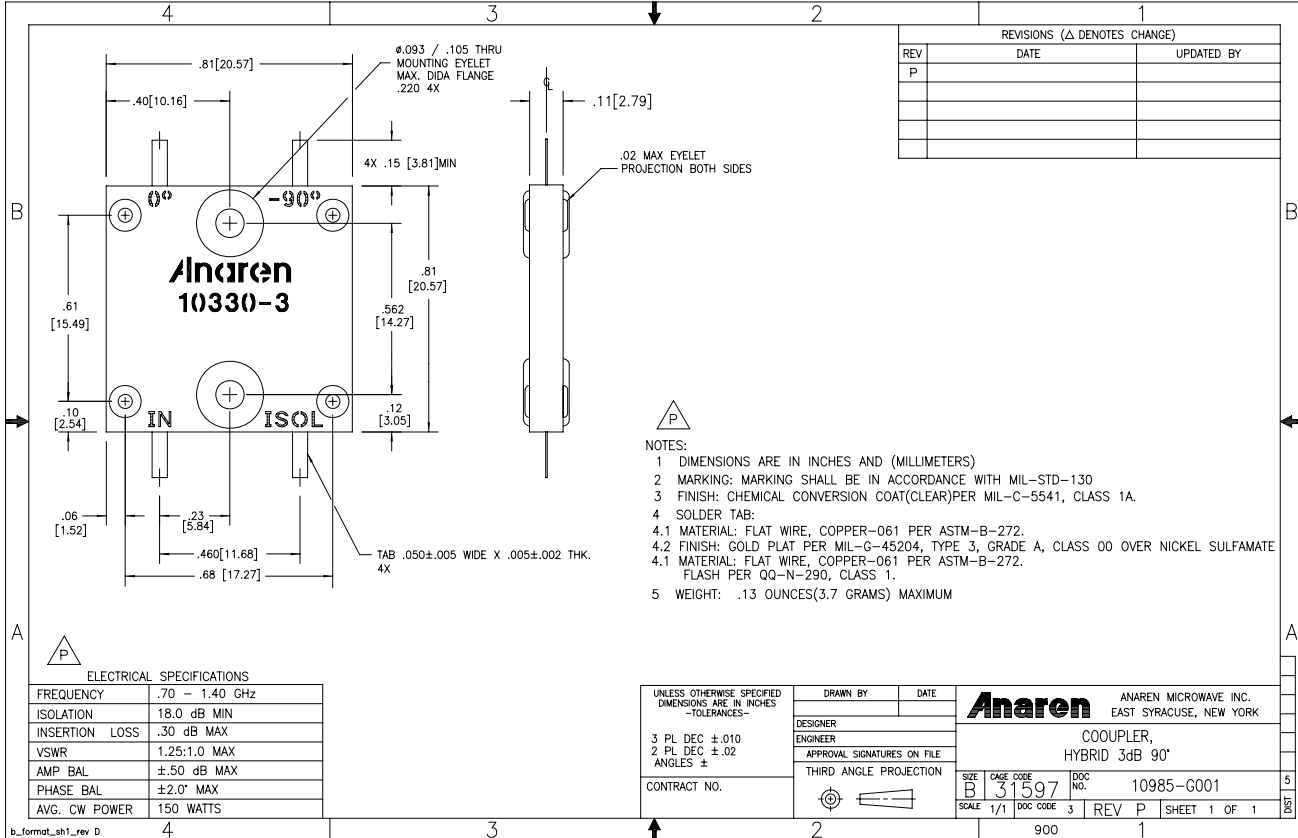 4
3
2
1
REVISIONS (Δ DENOTES CHANGE)
REV
DATE
UPDATED BY
P
B
B
.81[20.57]
.40[10.16]
ø.093 / .105 THRU
MOUNTING EYELET
MAX. DIDA FLANGE
.220 4X
4X .15 [3.81]MIN
℄
.11[2.79]
.02 MAX EYELET
PROJECTION BOTH SIDES
0°
-90°
Anaren
10330-3
.61
[15.49]
.81
[20.57]
.562
[14.27]
.10
[2.54]
.12
[3.05]
IN
ISOL
.06
[1.52]
.23
[5.84]
.460[11.68]
.68 [17.27]
TAB .050±.005 WIDE X .005±.002 THK.
4X
P
NOTES:
1 DIMENSIONS ARE IN INCHES AND (MILLIMETERS)
2 MARKING: MARKING SHALL BE IN ACCORDANCE WITH MIL-STD-130
3 FINISH: CHEMICAL CONVERSION COAT(CLEAR)PER MIL-C-5541, CLASS 1A.
4 SOLDER TAB:
4.1 MATERIAL: FLAT WIRE, COPPER-061 PER ASTM-B-272.
4.2 FINISH: GOLD PLAT PER MIL-G-45204, TYPE 3, GRADE A, CLASS 00 OVER NICKEL SULFAMATE
4.1 MATERIAL: FLAT WIRE, COPPER-061 PER ASTM-B-272.
FLASH PER QQ-N-290, CLASS 1.
5 WEIGHT: .13 OUNCES(3.7 GRAMS) MAXIMUM
A
A
P
ELECTRICAL SPECIFICATIONS
FREQUENCY .70 - 1.40 GHz
ISOLATION 18.0 dB MIN
INSERTION LOSS .30 dB MAX
VSWR 1.25:1.0 MAX
AMP BAL ±.50 dB MAX
PHASE BAL ±2.0° MAX
AVG. CW POWER 150 WATTS
UNLESS OTHERWISE SPECIFIED
DIMENSIONS ARE IN INCHES
-TOLERANCES-
3 PL DEC ±.010
2 PL DEC ±.02
ANGLES ±
CONTRACT NO.
DRAWN BY
DATE
DESIGNER
ENGINEER
APPROVAL SIGNATURES ON FILE
THIRD ANGLE PROJECTION
Anaren
ANAREN MICROWAVE INC.
EAST SYRACUSE, NEW YORK
COOUPLER,
HYBRID 3dB 90°
SIZE
B
CAGE CODE
31597
DOC
NO.
10985-G001
SCALE 1/1
DOC CODE 3
REV P
SHEET 1 OF 1
5
DIST
b_format_sh1_rev D
4
3
2
900
1